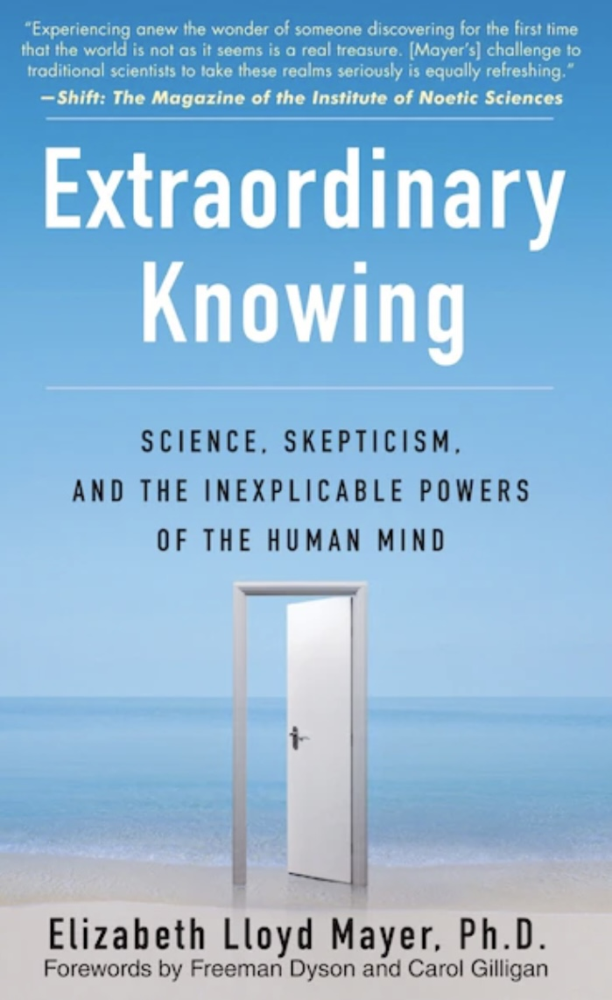 “Experiencing anew the wonder of someone discovering for the first time
that the world is not as it seems is a real treasure. [Mayer’s] challenge to
traditional scientists to take these realms seriously is equally refreshing.”
—Shift: The Magazine of the Institute of Noetic Sciences
Extraordinary
Knowing
SCIENCE, SKEPTICISM,
AND THE INEXPLICABLE POWERS
OF THE HUMAN MIND
Elizabeth Lloyd Mayer, Ph.D.
Forewords by Freeman Dyson and Carol Gilligan